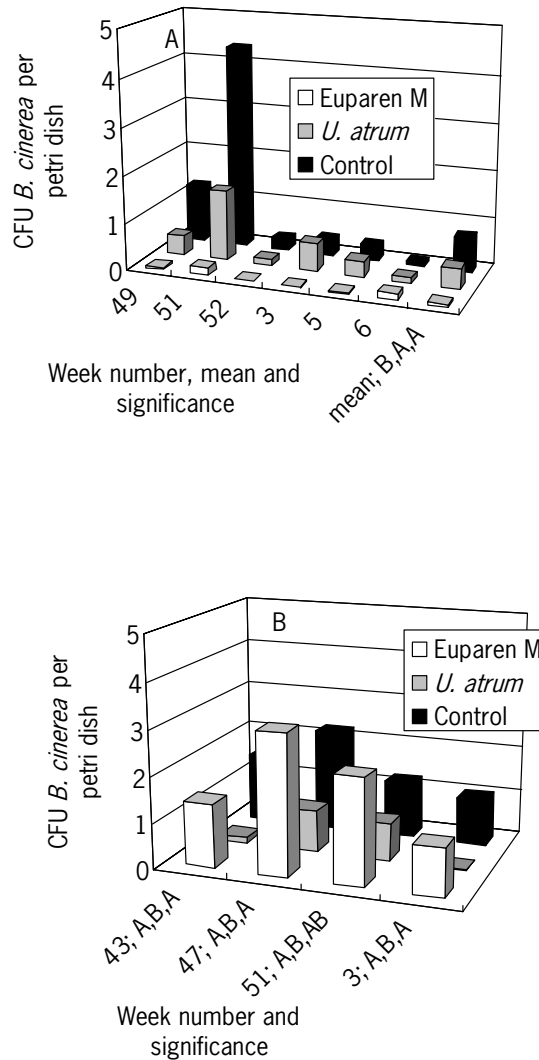 A
5
4
3
2
1
0
CFU B. cinerea per
petri dish
Euparen M
U. atrum
Control
49
51
52
3
5
6
mean; B,A,A
Week number, mean and
significance
B
5
4
3
2
1
0
CFU B. cinerea per
petri dish
Euparen M
U. atrum
Control
43; A,B,A
47; A,B,A
51; A,B,AB
3; A,B,A
Week number and
significance